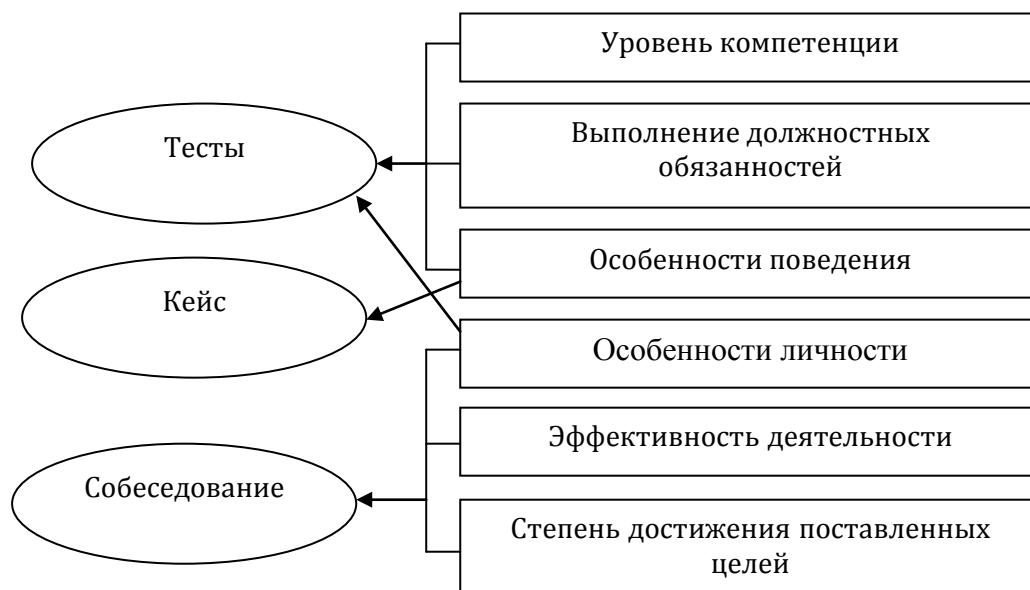 Тесты
Кейс
Собеседование
Уровень компетенции
Выполнение должностных
обязанностей
Особенности поведения
Особенности личности
Эффективность деятельности
Степень достижения поставленных
целей